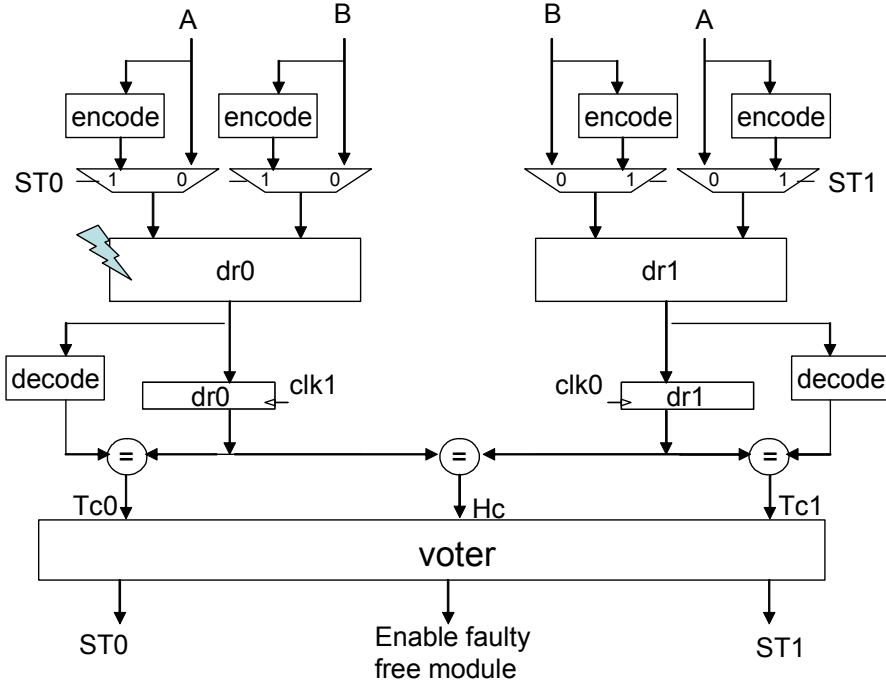 A B B A
encode encode encode encode
ST0 1 0 1 0 0 1 0 1 ST1
dr0 dr1
decode dr0 clk1 clk0 dr1 decode
= = =
Tc0 Hc Tc1
voter
ST0 Enable faulty ST1
free module